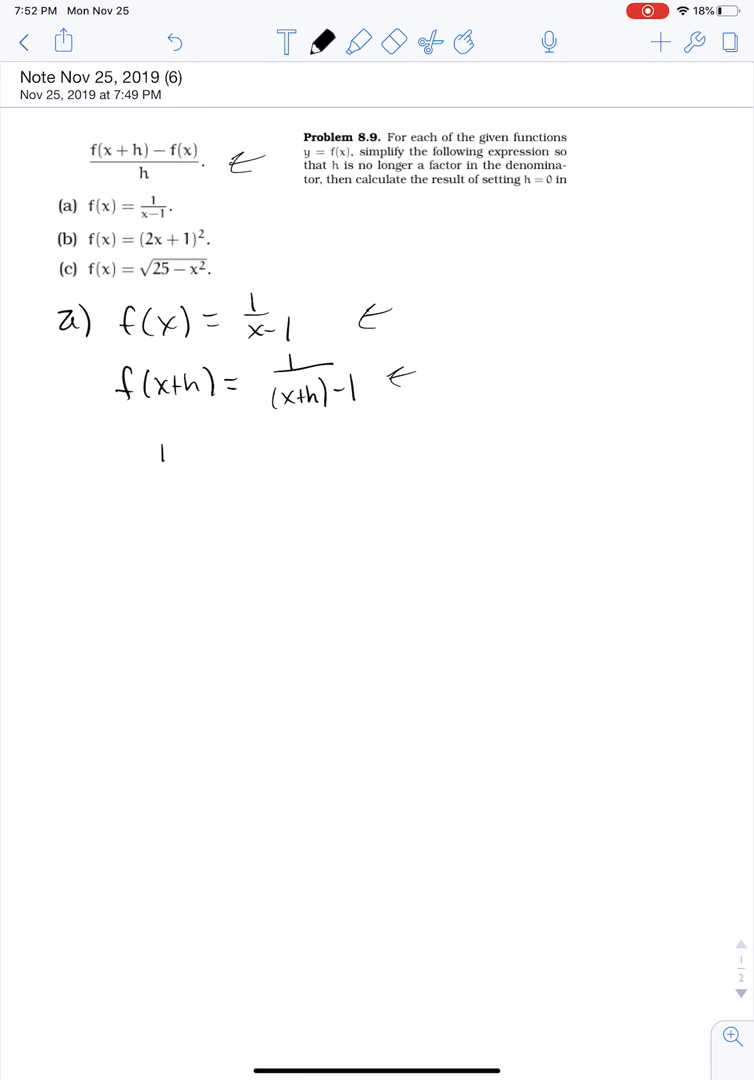 7:52 PM Mon Nov 25
18%
T
Note Nov 25, 2019 (6)
Nov 25, 2019 at 7:49 PM
Problem 8.9. For each of the given functions
y = f(x), simplify the following expression so
that h is no longer a factor in the denomina-
tor, then calculate the result of setting h = 0 in
f(x + h) − f(x)
h .
(a) f(x) = 1/(x−1).
(b) f(x) = (2x + 1)².
(c) f(x) = √(25 − x²).
a) f(x) = 1/(x-1) ←
f(x+h) = 1/((x+h)-1) ←
1
1
2